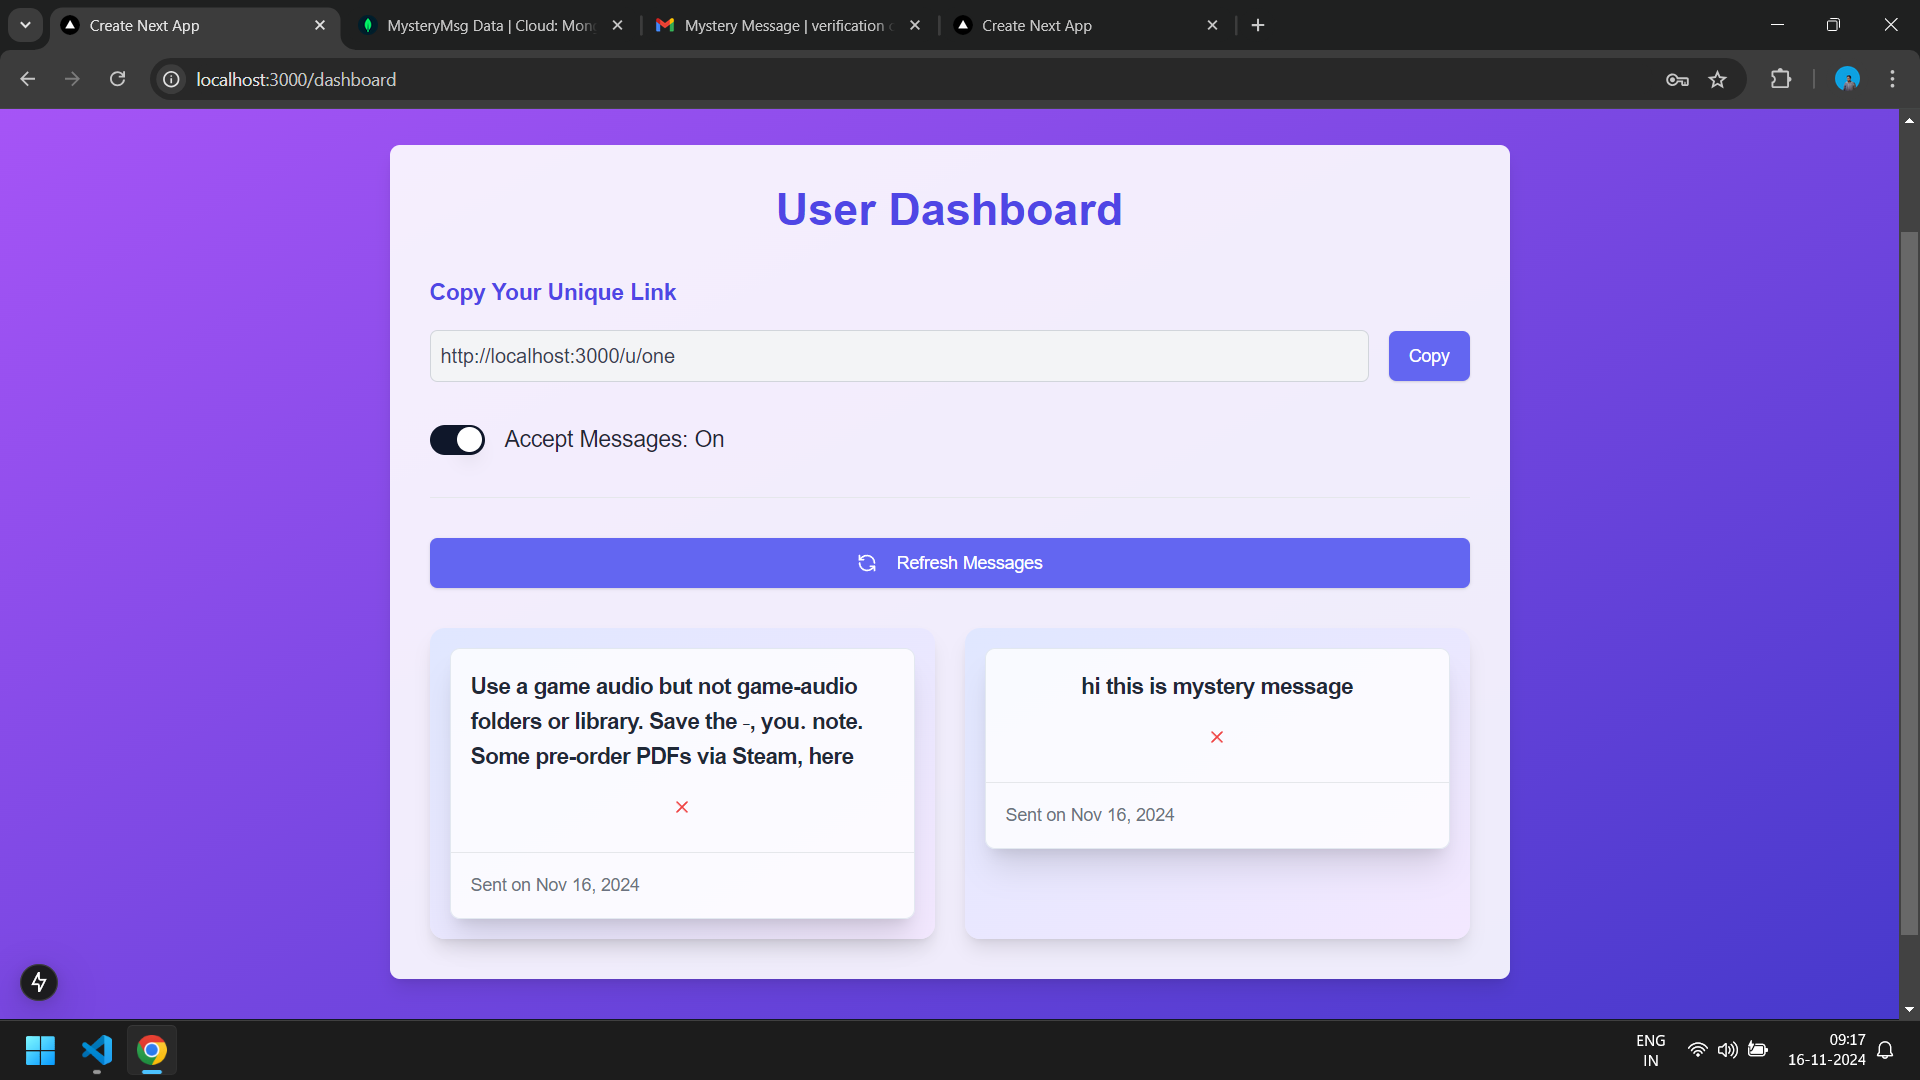 Create Next App
MysteryMsg Data | Cloud: Mon
Mystery Message | verification
Create Next App
localhost:3000/dashboard
User Dashboard
Copy Your Unique Link
http://localhost:3000/u/one
Copy
Accept Messages: On
Refresh Messages
Use a game audio but not game-audio
folders or library. Save the -, you. note.
Some pre-order PDFs via Steam, here
Sent on Nov 16, 2024
hi this is mystery message
Sent on Nov 16, 2024
ENG
IN
09:17
16-11-2024